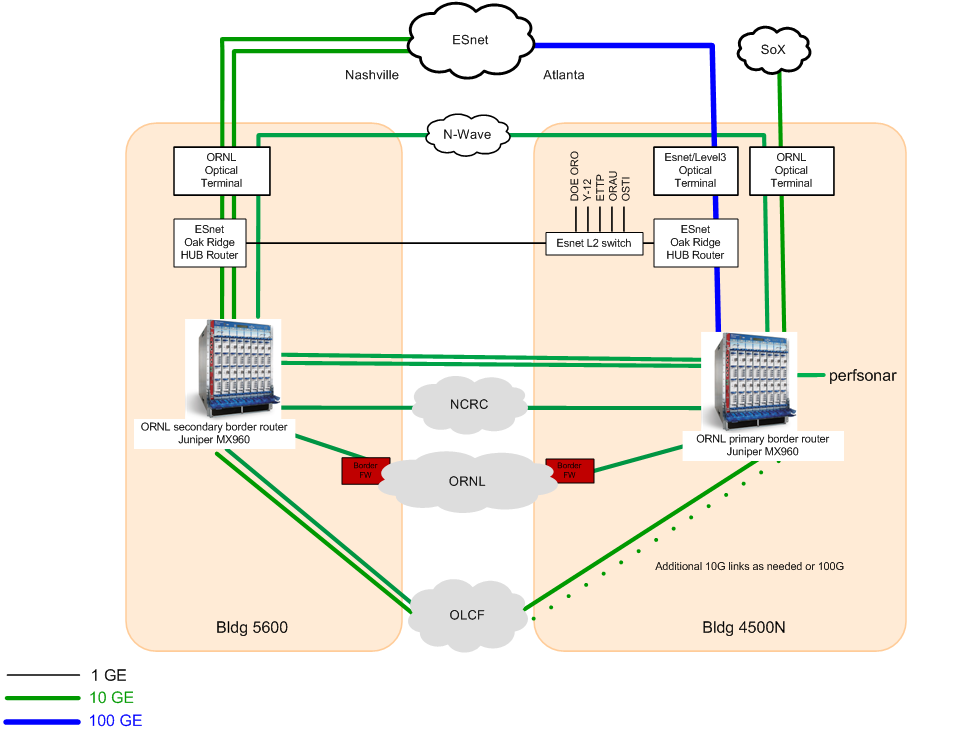 ESnet
SoX
Nashville
Atlanta
N-Wave
ORNL
Optical
Terminal
Esnet/Level3
Optical
Terminal
ORNL
Optical
Terminal
DOE ORO
Y-12
ETTP
ORAU
OSTI
ESnet
Oak Ridge
HUB Router
Esnet L2 switch
ESnet
Oak Ridge
HUB Router
perfsonar
NCRC
ORNL secondary border router
Juniper MX960
ORNL primary border router
Juniper MX960
Border
FW
ORNL
Border
FW
Additional 10G links as needed or 100G
OLCF
Bldg 5600
Bldg 4500N
1 GE
10 GE
100 GE